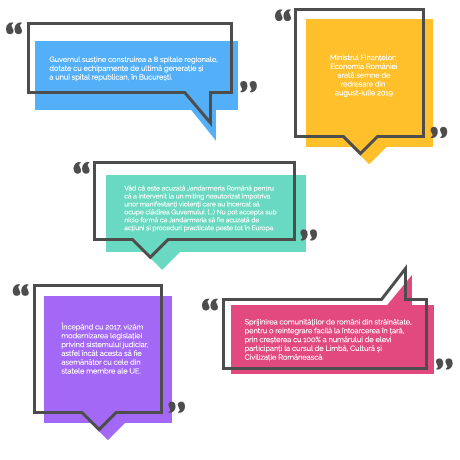 Guvernul susține construirea a 8 spitale regionale,
dotate cu echipamente de ultimă generație și
a unui spital republican, în București.
Ministrul Finanțelor:
Economia României
arată semne de
redresare din
august-iulie 2019
Văd că este acuzată Jandarmeria Română pentru
că a intervenit la un miting neautorizat împotriva
unor manifestanți violenți care au încercat să
ocupe clădirea Guvernului. (...) Nu pot accepta sub
nicio formă ca Jandarmeria să fie acuzată de
acțiuni și proceduri practicate peste tot în Europa.
Începând cu 2017, vizăm
modernizarea legislației
privind sistemului judiciar,
astfel încât acesta să fie
asemănător cu cele din
statele membre ale UE.
Sprijinirea comunităților de români din străinătate,
pentru o reintegrare facilă la întoarcerea în țară,
prin creșterea cu 100% a numărului de elevi
participanți la cursul de Limbă, Cultură și
Civilizație Românească.